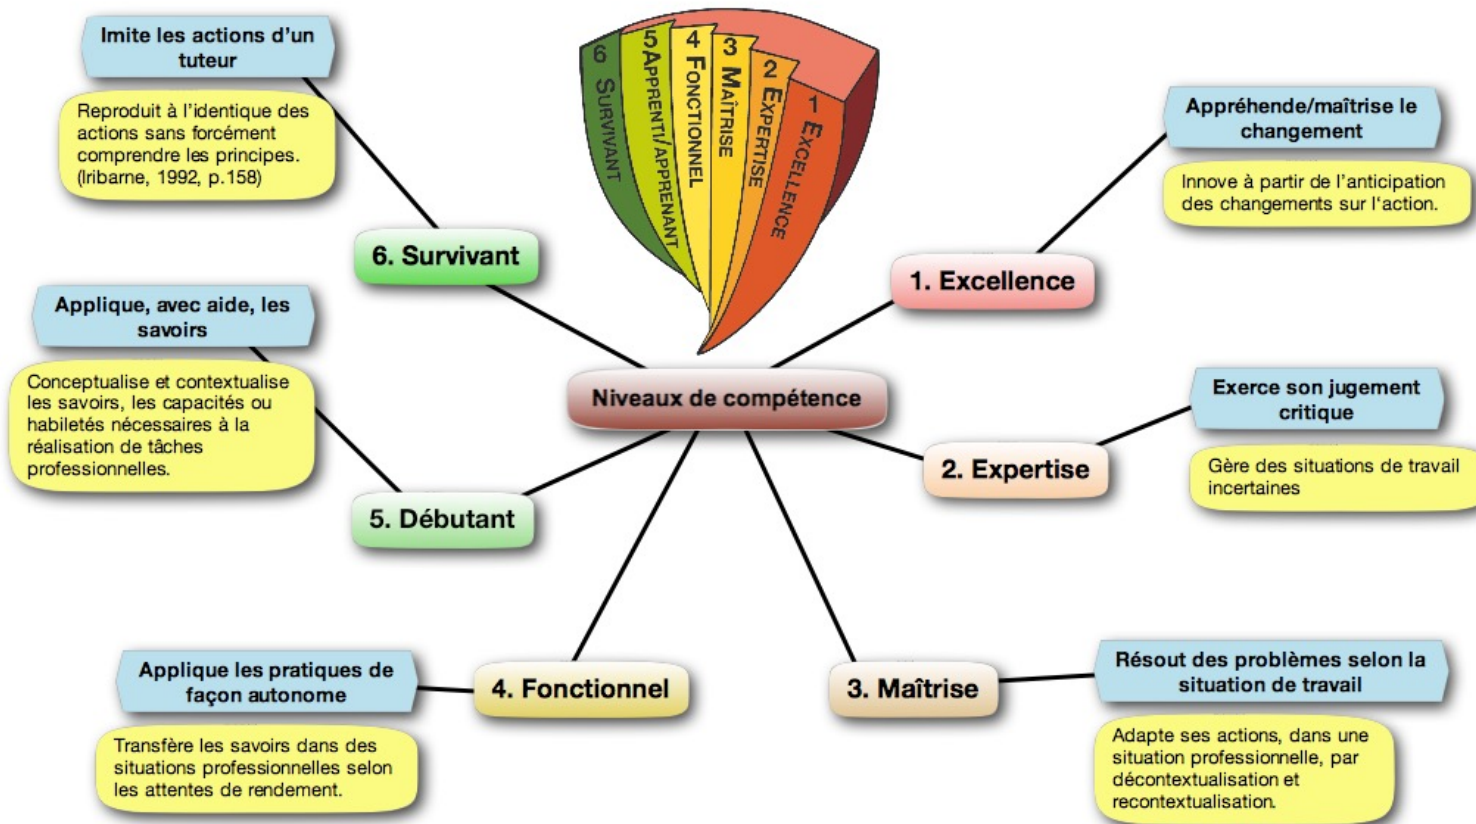 Imite les actions d'un
tuteur
Reproduit à l'identique des
actions sans forcément
comprendre les principes.
(Iribarne, 1992, p.158)
6. Survivant
Applique, avec aide, les
savoirs
Conceptualise et contextualise
les savoirs, les capacités ou
habiletés nécessaires à la
réalisation de tâches
professionnelles.
5. Débutant
Applique les pratiques de
façon autonome
Transfère les savoirs dans des
situations professionnelles selon
les attentes de rendement.
4. Fonctionnel
6 SURVIVANT
5 APPRENTI/APPRENANT
4 FONCTIONNEL
3 MAÎTRISE
2 EXPERTISE
1 EXCELLENCE
Niveaux de compétence
Appréhende/maîtrise le
changement
Innove à partir de l'anticipation
des changements sur l'action.
1. Excellence
Exerce son jugement
critique
Gère des situations de travail
incertaines
2. Expertise
Résout des problèmes selon la
situation de travail
Adapte ses actions, dans une
situation professionnelle, par
décontextualisation et
recontextualisation.
3. Maîtrise